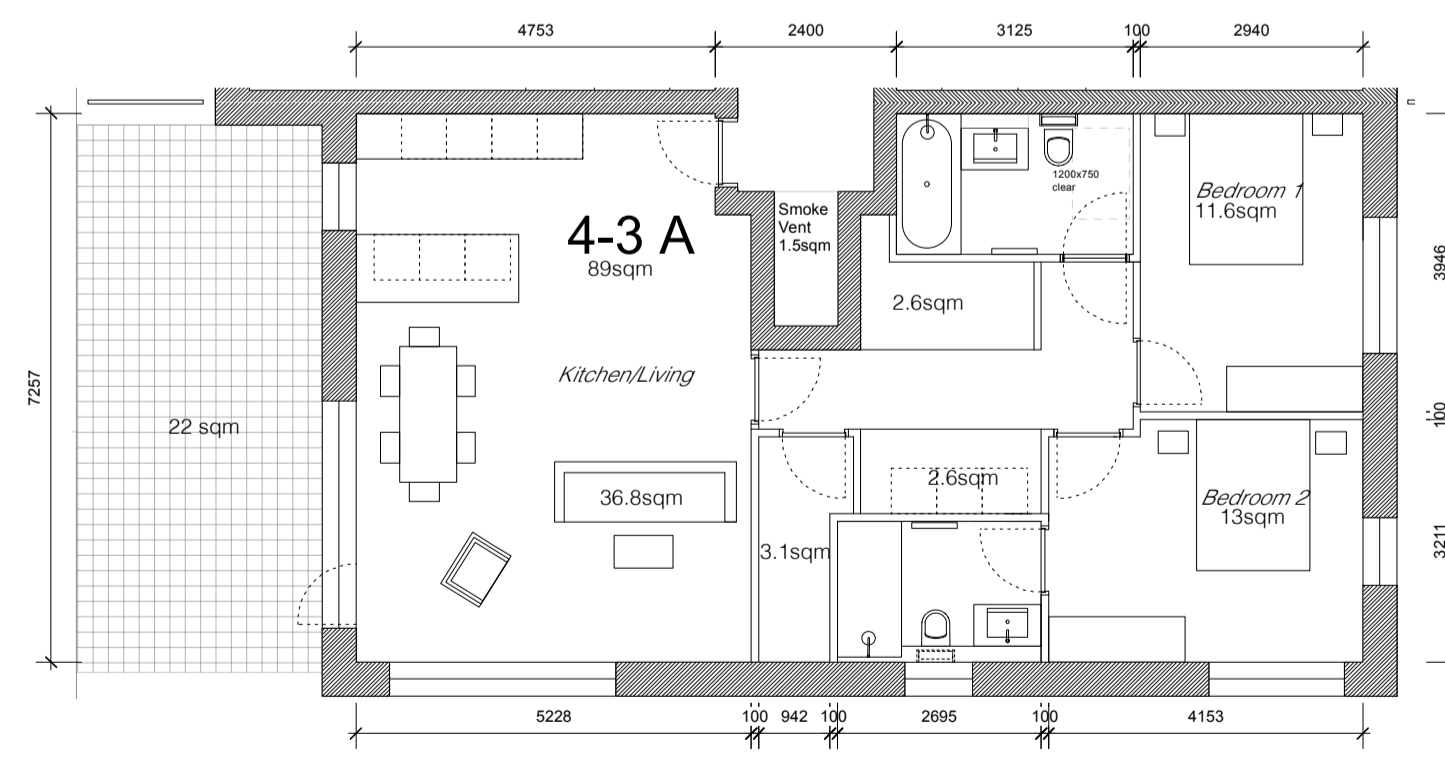 4753
2400
3125
100
2940
7257
22 sqm
4-3 A
89sqm
Kitchen/Living
36.8sqm
Smoke
Vent
1.5sqm
1200x750
clear
2.6sqm
Bedroom 1
11.6sqm
2.6sqm
3.1sqm
Bedroom 2
13sqm
3946
100
3211
5228
100
942
100
2695
100
4153